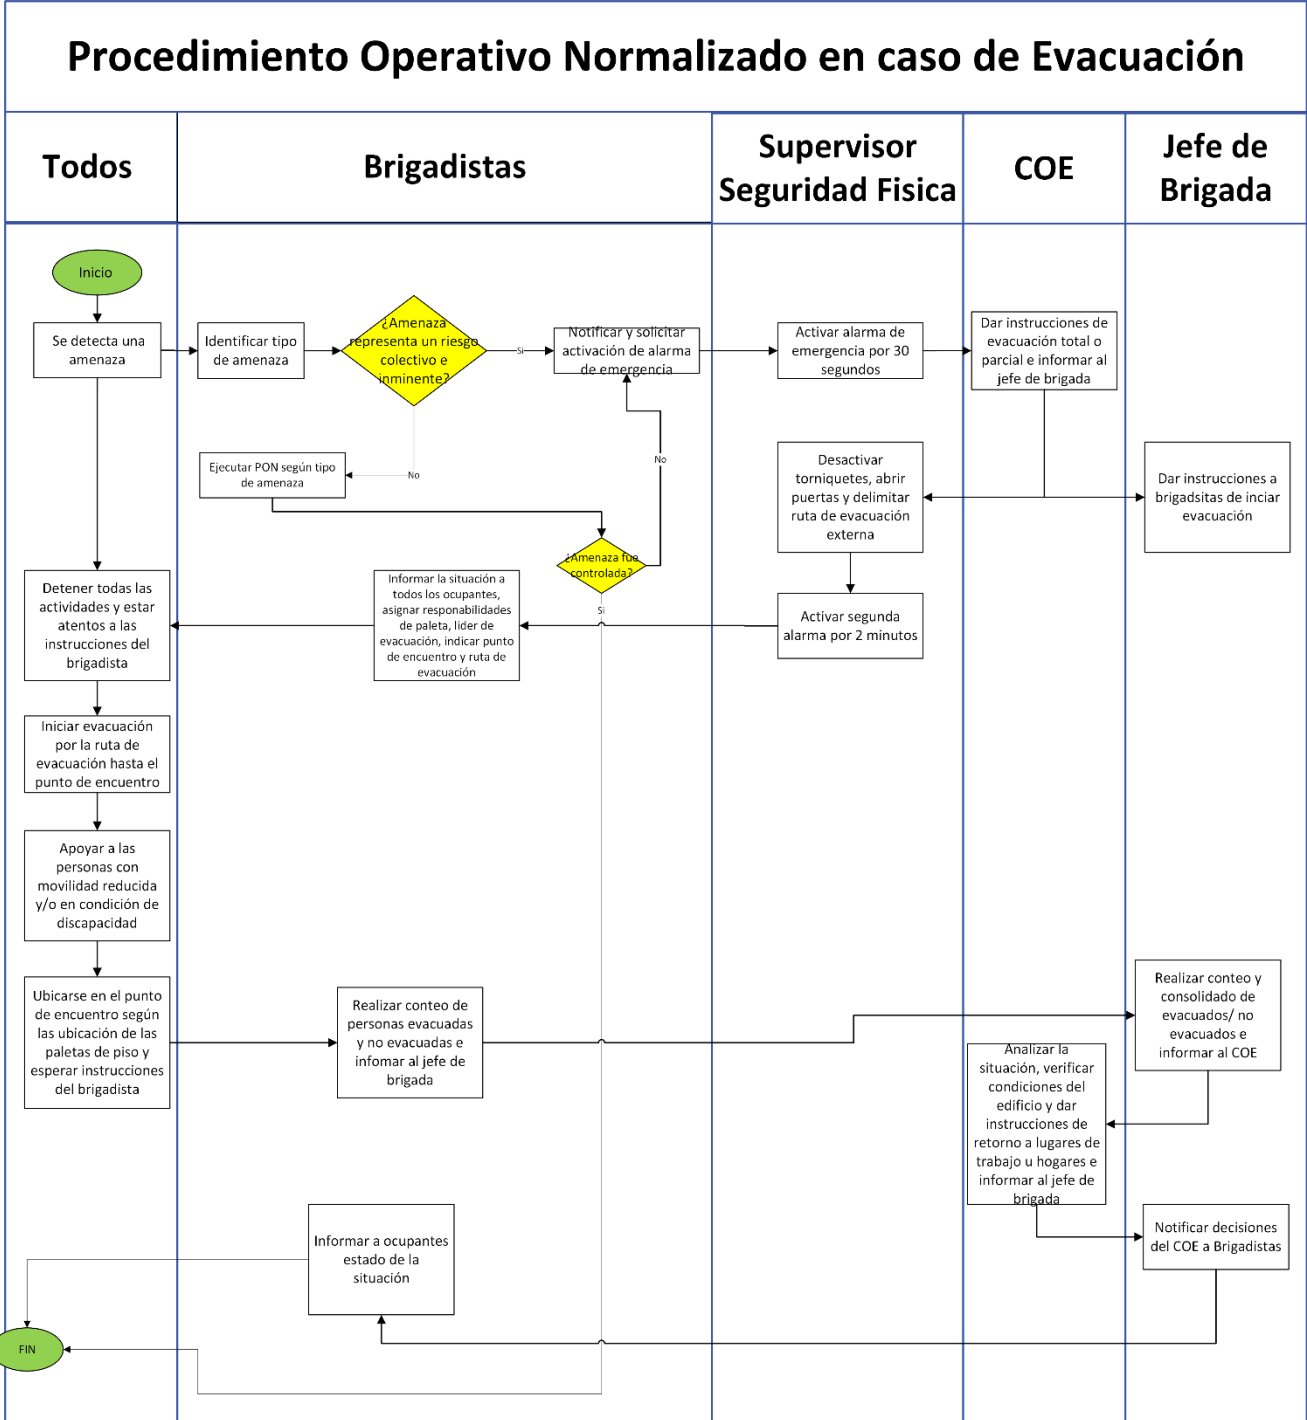 Procedimiento Operativo Normalizado en caso de Evacuación
Todos
Brigadistas
Supervisor
Seguridad Fisica
COE
Jefe de
Brigada
Inicio
Se detecta una
amenaza
Identificar tipo
de amenaza
¿Amenaza
representa un riesgo
colectivo e
inminente?
Si
Notificar y solicitar
activación de alarma
de emergencia
Activar alarma de
emergencia por 30
segundos
Dar instrucciones de
evacuación total o
parcial e informar al
jefe de brigada
No
Ejecutar PON según tipo
de amenaza
No
¿Amenaza fue
controlada?
Si
Desactivar
torniquetes, abrir
puertas y delimitar
ruta de evacuación
externa
Dar instrucciones a
brigadsitas de inciar
evacuación
Activar segunda
alarma por 2 minutos
Informar la situación a
todos los ocupantes,
asignar responabilidades
de paleta, lider de
evacuación, indicar punto
de encuentro y ruta de
evacuación
Detener todas las
actividades y estar
atentos a las
instrucciones del
brigadista
Iniciar evacuación
por la ruta de
evacuación hasta el
punto de encuentro
Apoyar a las
personas con
movilidad reducida
y/o en condición de
discapacidad
Ubicarse en el punto
de encuentro según
las ubicación de las
paletas de piso y
esperar instrucciones
del brigadista
Realizar conteo de
personas evacuadas
y no evacuadas e
infomar al jefe de
brigada
Realizar conteo y
consolidado de
evacuados/ no
evacuados e
informar al COE
Analizar la
situación, verificar
condiciones del
edificio y dar
instrucciones de
retorno a lugares de
trabajo u hogares e
informar al jefe de
brigada
Notificar decisiones
del COE a Brigadistas
Informar a ocupantes
estado de la
situación
FIN